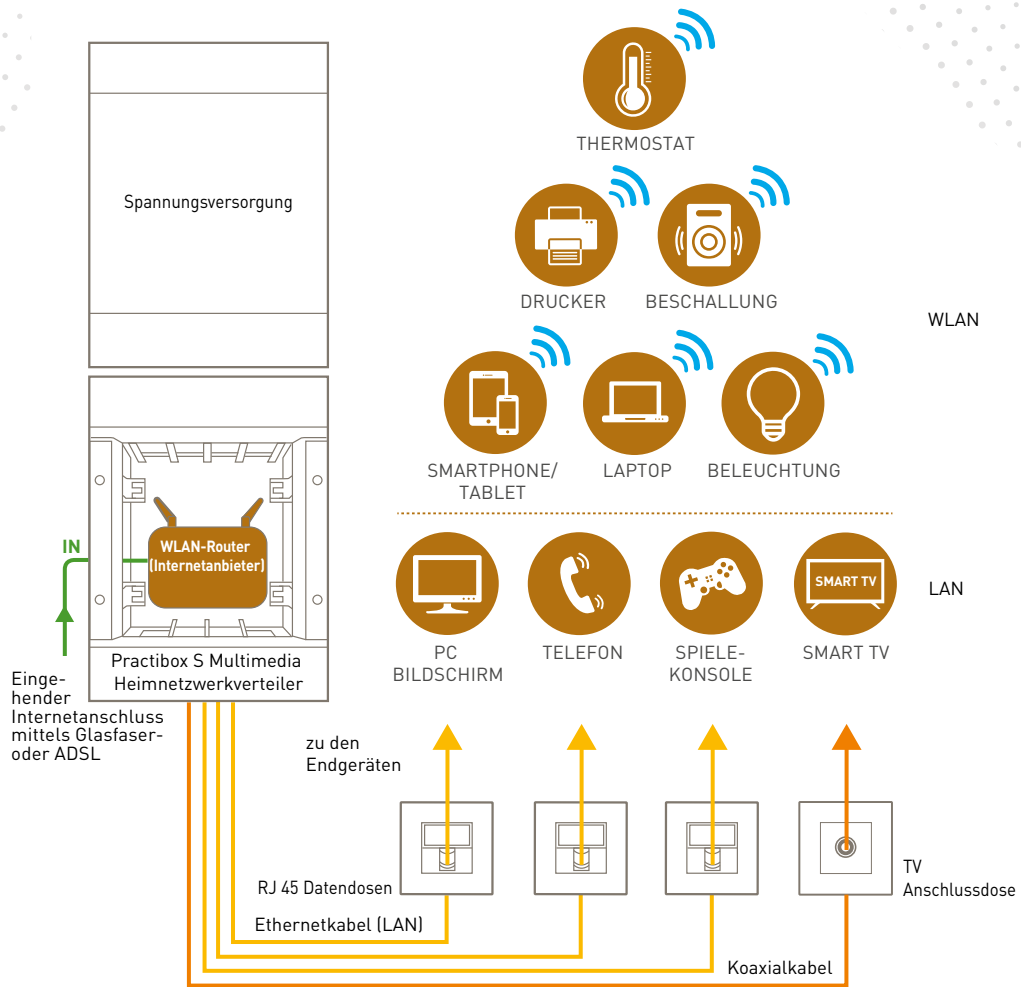 Spannungsversorgung
THERMOSTAT
DRUCKER
BESCHALLUNG
WLAN
SMARTPHONE/
TABLET
LAPTOP
BELEUCHTUNG
IN
WLAN-Router
(Internetanbieter)
SMART TV
LAN
PC
BILDSCHIRM
TELEFON
SPIELE-
KONSOLE
SMART TV
Practibox S Multimedia
Heimnetzwerkverteiler
Einge-
hender
Internetanschluss
mittels Glasfaser-
oder ADSL
zu den
Endgeräten
RJ 45 Datendosen
TV
Anschlussdose
Ethernetkabel (LAN)
Koaxialkabel